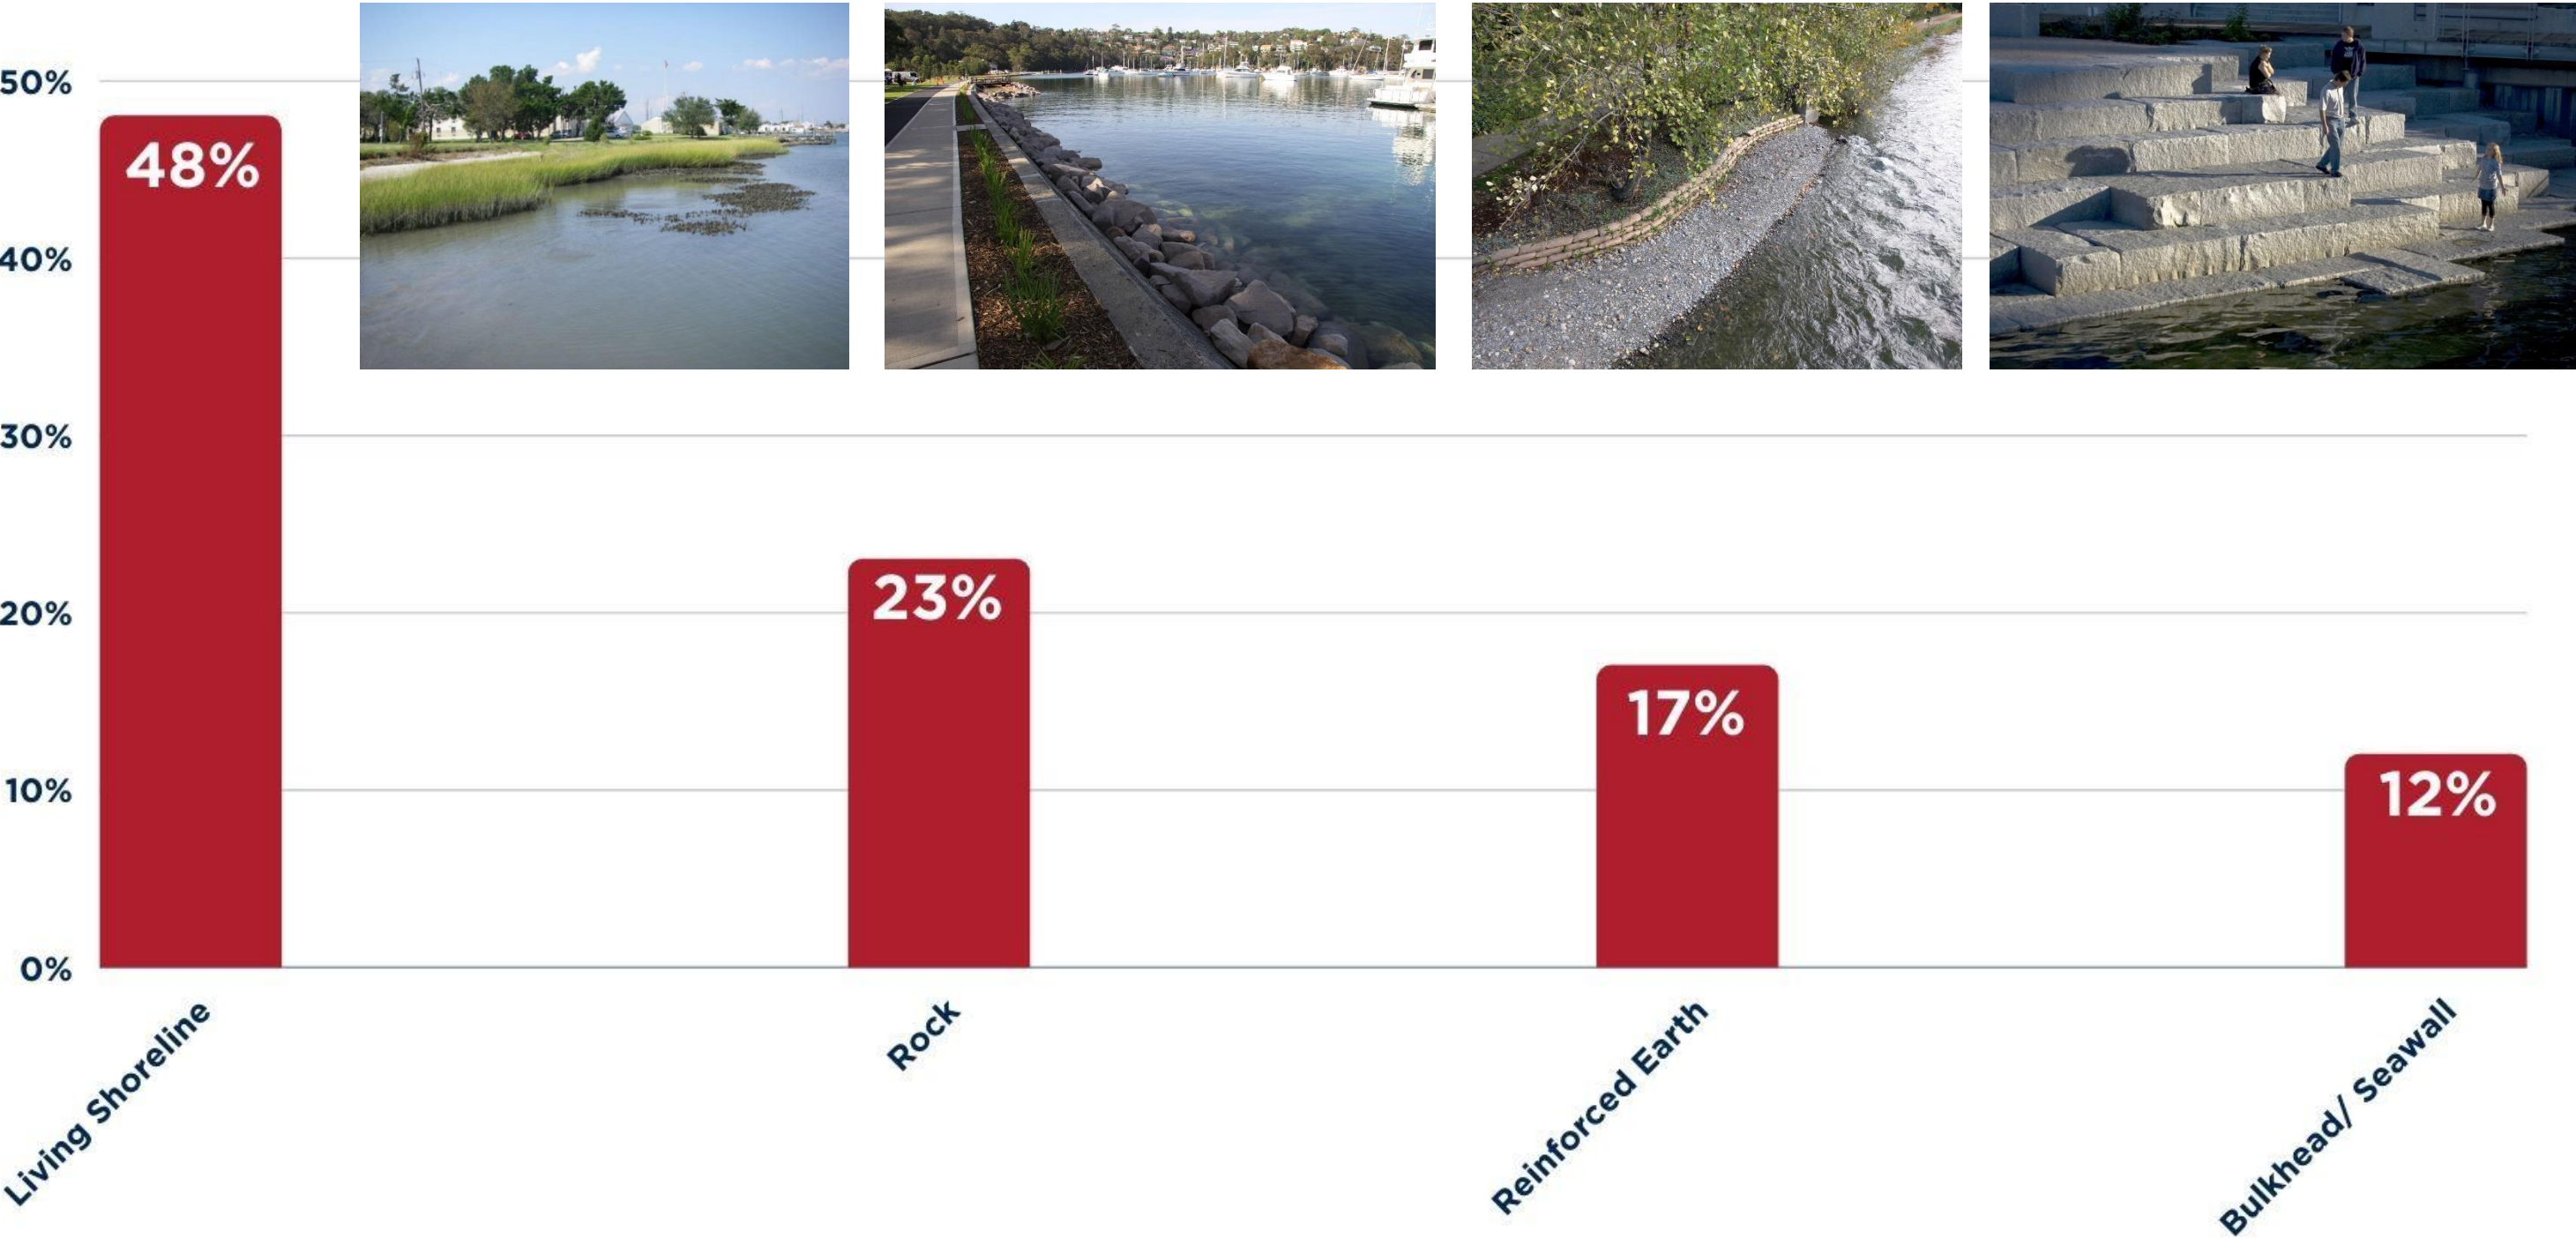 50%
40%
30%
20%
10%
0%
48%
23%
17%
12%
Living Shoreline
Rock
Reinforced Earth
Bulkhead/ Seawall